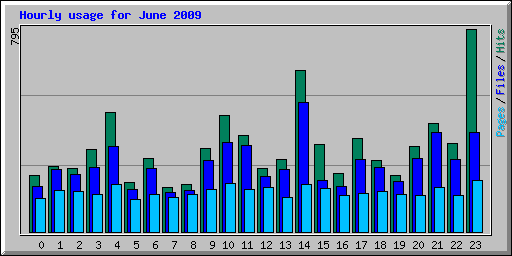 Hourly usage for June 2009
795
Pages / Files / Hits
0 1 2 3 4 5 6 7 8 9 10 11 12 13 14 15 16 17 18 19 20 21 22 23